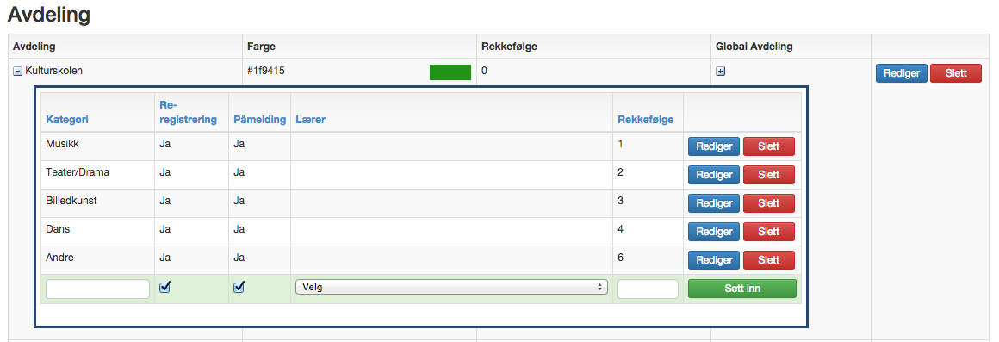 Avdeling
Avdeling Farge Rekkefølge Global Avdeling
Kulturskolen #1f9415 0 Rediger Slett
Kategori Re-registrering Påmelding Lærer Rekkefølge
Musikk Ja Ja 1 Rediger Slett
Teater/Drama Ja Ja 2 Rediger Slett
Billedkunst Ja Ja 3 Rediger Slett
Dans Ja Ja 4 Rediger Slett
Andre Ja Ja 6 Rediger Slett
Velg Sett inn